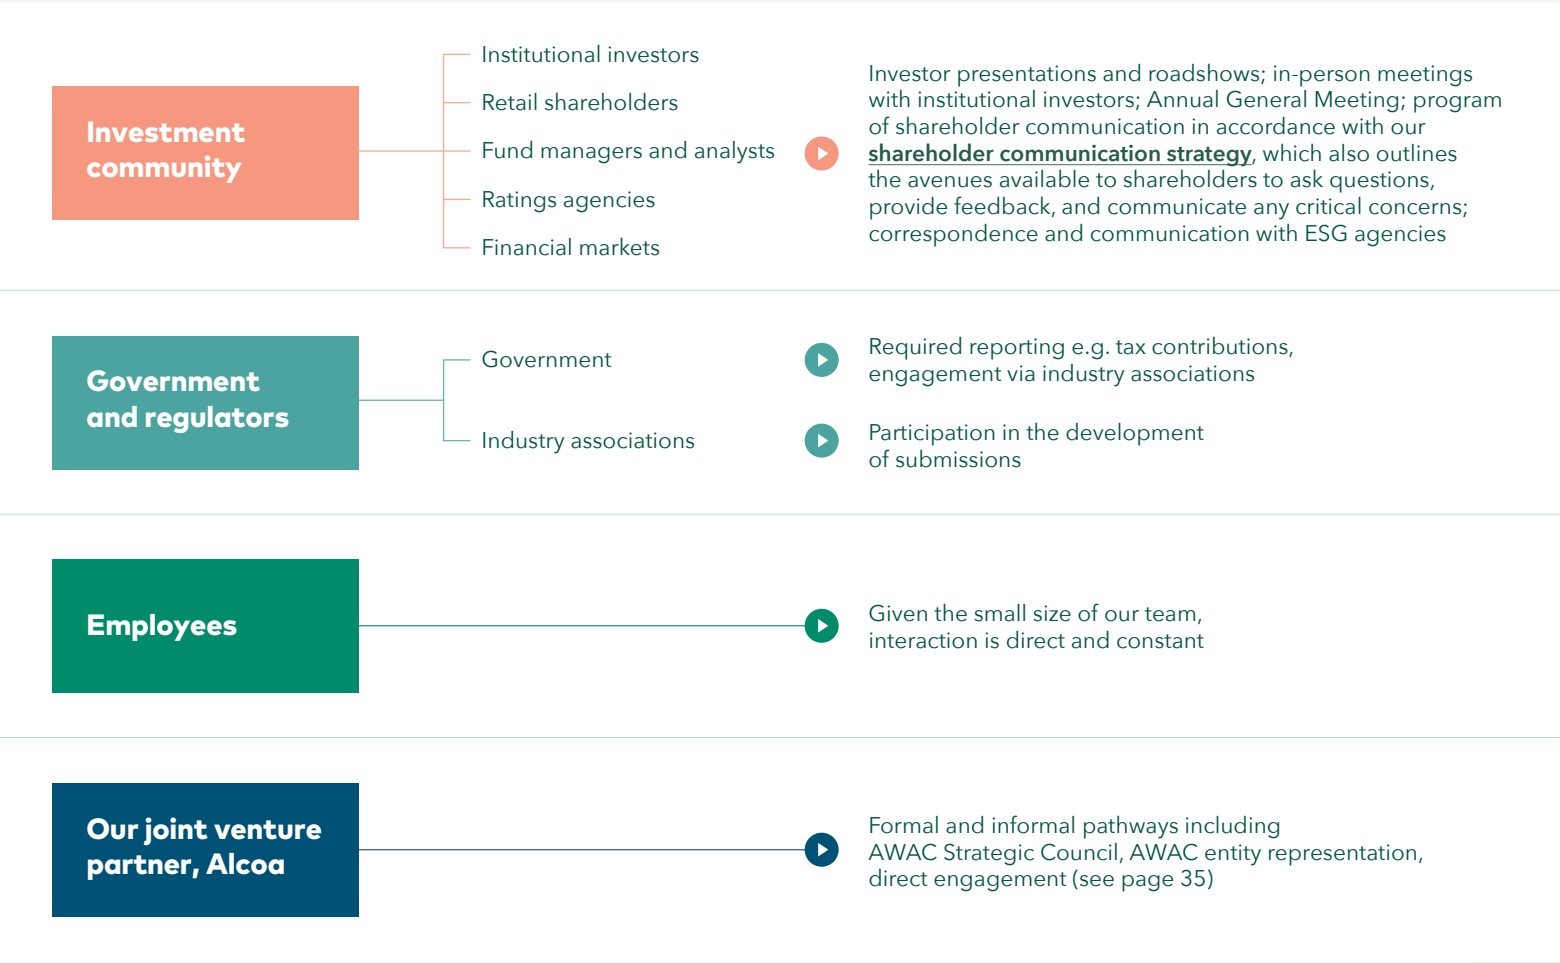 Investment
community
Institutional investors
Retail shareholders
Fund managers and analysts
Ratings agencies
Financial markets
Investor presentations and roadshows; in-person meetings
with institutional investors; Annual General Meeting; program
of shareholder communication in accordance with our
shareholder communication strategy, which also outlines
the avenues available to shareholders to ask questions,
provide feedback, and communicate any critical concerns;
correspondence and communication with ESG agencies
Government
and regulators
Government
Required reporting e.g. tax contributions,
engagement via industry associations
Industry associations
Participation in the development
of submissions
Employees
Given the small size of our team,
interaction is direct and constant
Our joint venture
partner, Alcoa
Formal and informal pathways including
AWAC Strategic Council, AWAC entity representation,
direct engagement (see page 35)